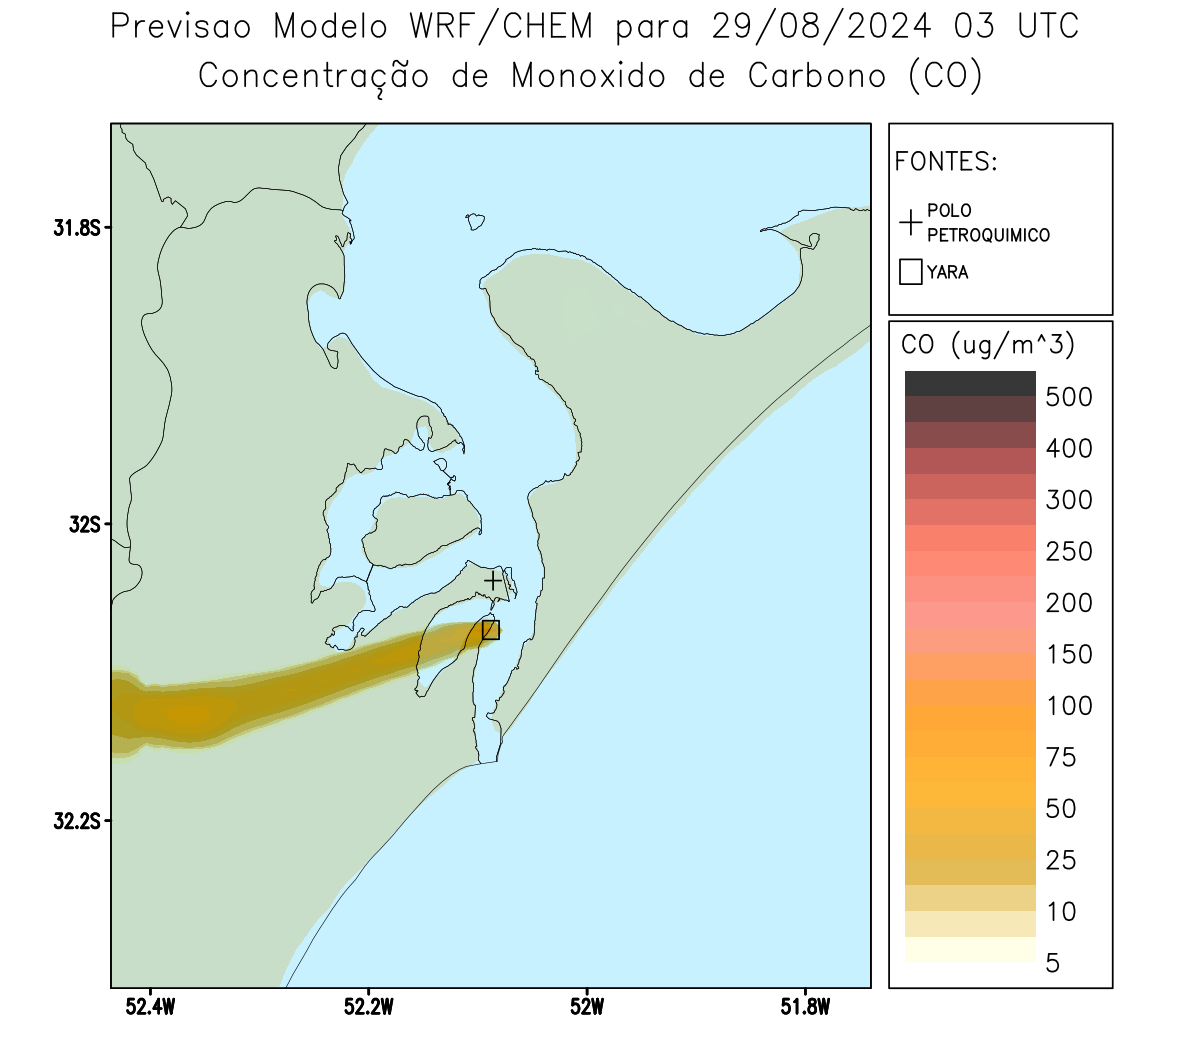 Previsao Modelo WRF/CHEM para 29/08/2024 03 UTC
Concentração de Monoxido de Carbono (CO)
FONTES:
POLO
PETROQUIMICO
YARA
CO (ug/m^3)
500
400
300
250
200
150
100
75
50
25
10
5
31.8S
32S
32.2S
52.4W
52.2W
52W
51.8W